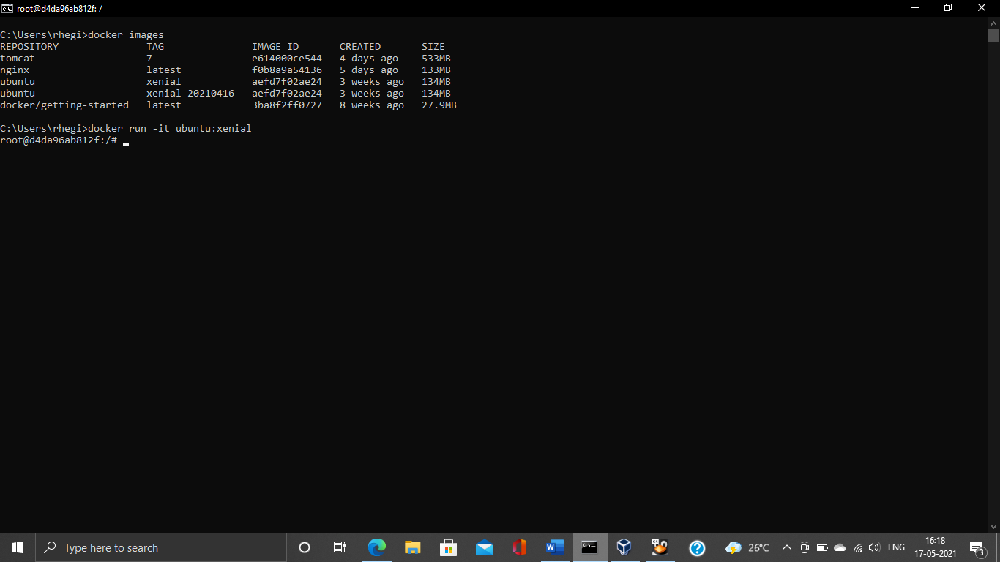 root@d4da96ab812f: /
C:\Users\rhegi>docker images
REPOSITORY TAG IMAGE ID CREATED SIZE
tomcat 7 e614000ce544 4 days ago 533MB
nginx latest f0b8a9a54136 5 days ago 133MB
ubuntu xenial aefd7f02ae24 3 weeks ago 134MB
ubuntu xenial-20210416 aefd7f02ae24 3 weeks ago 134MB
docker/getting-started latest 3ba8f2ff0727 8 weeks ago 27.9MB
C:\Users\rhegi>docker run -it ubuntu:xenial
root@d4da96ab812f:/#
Type here to search
26°C
ENG
16:18
17-05-2021
3